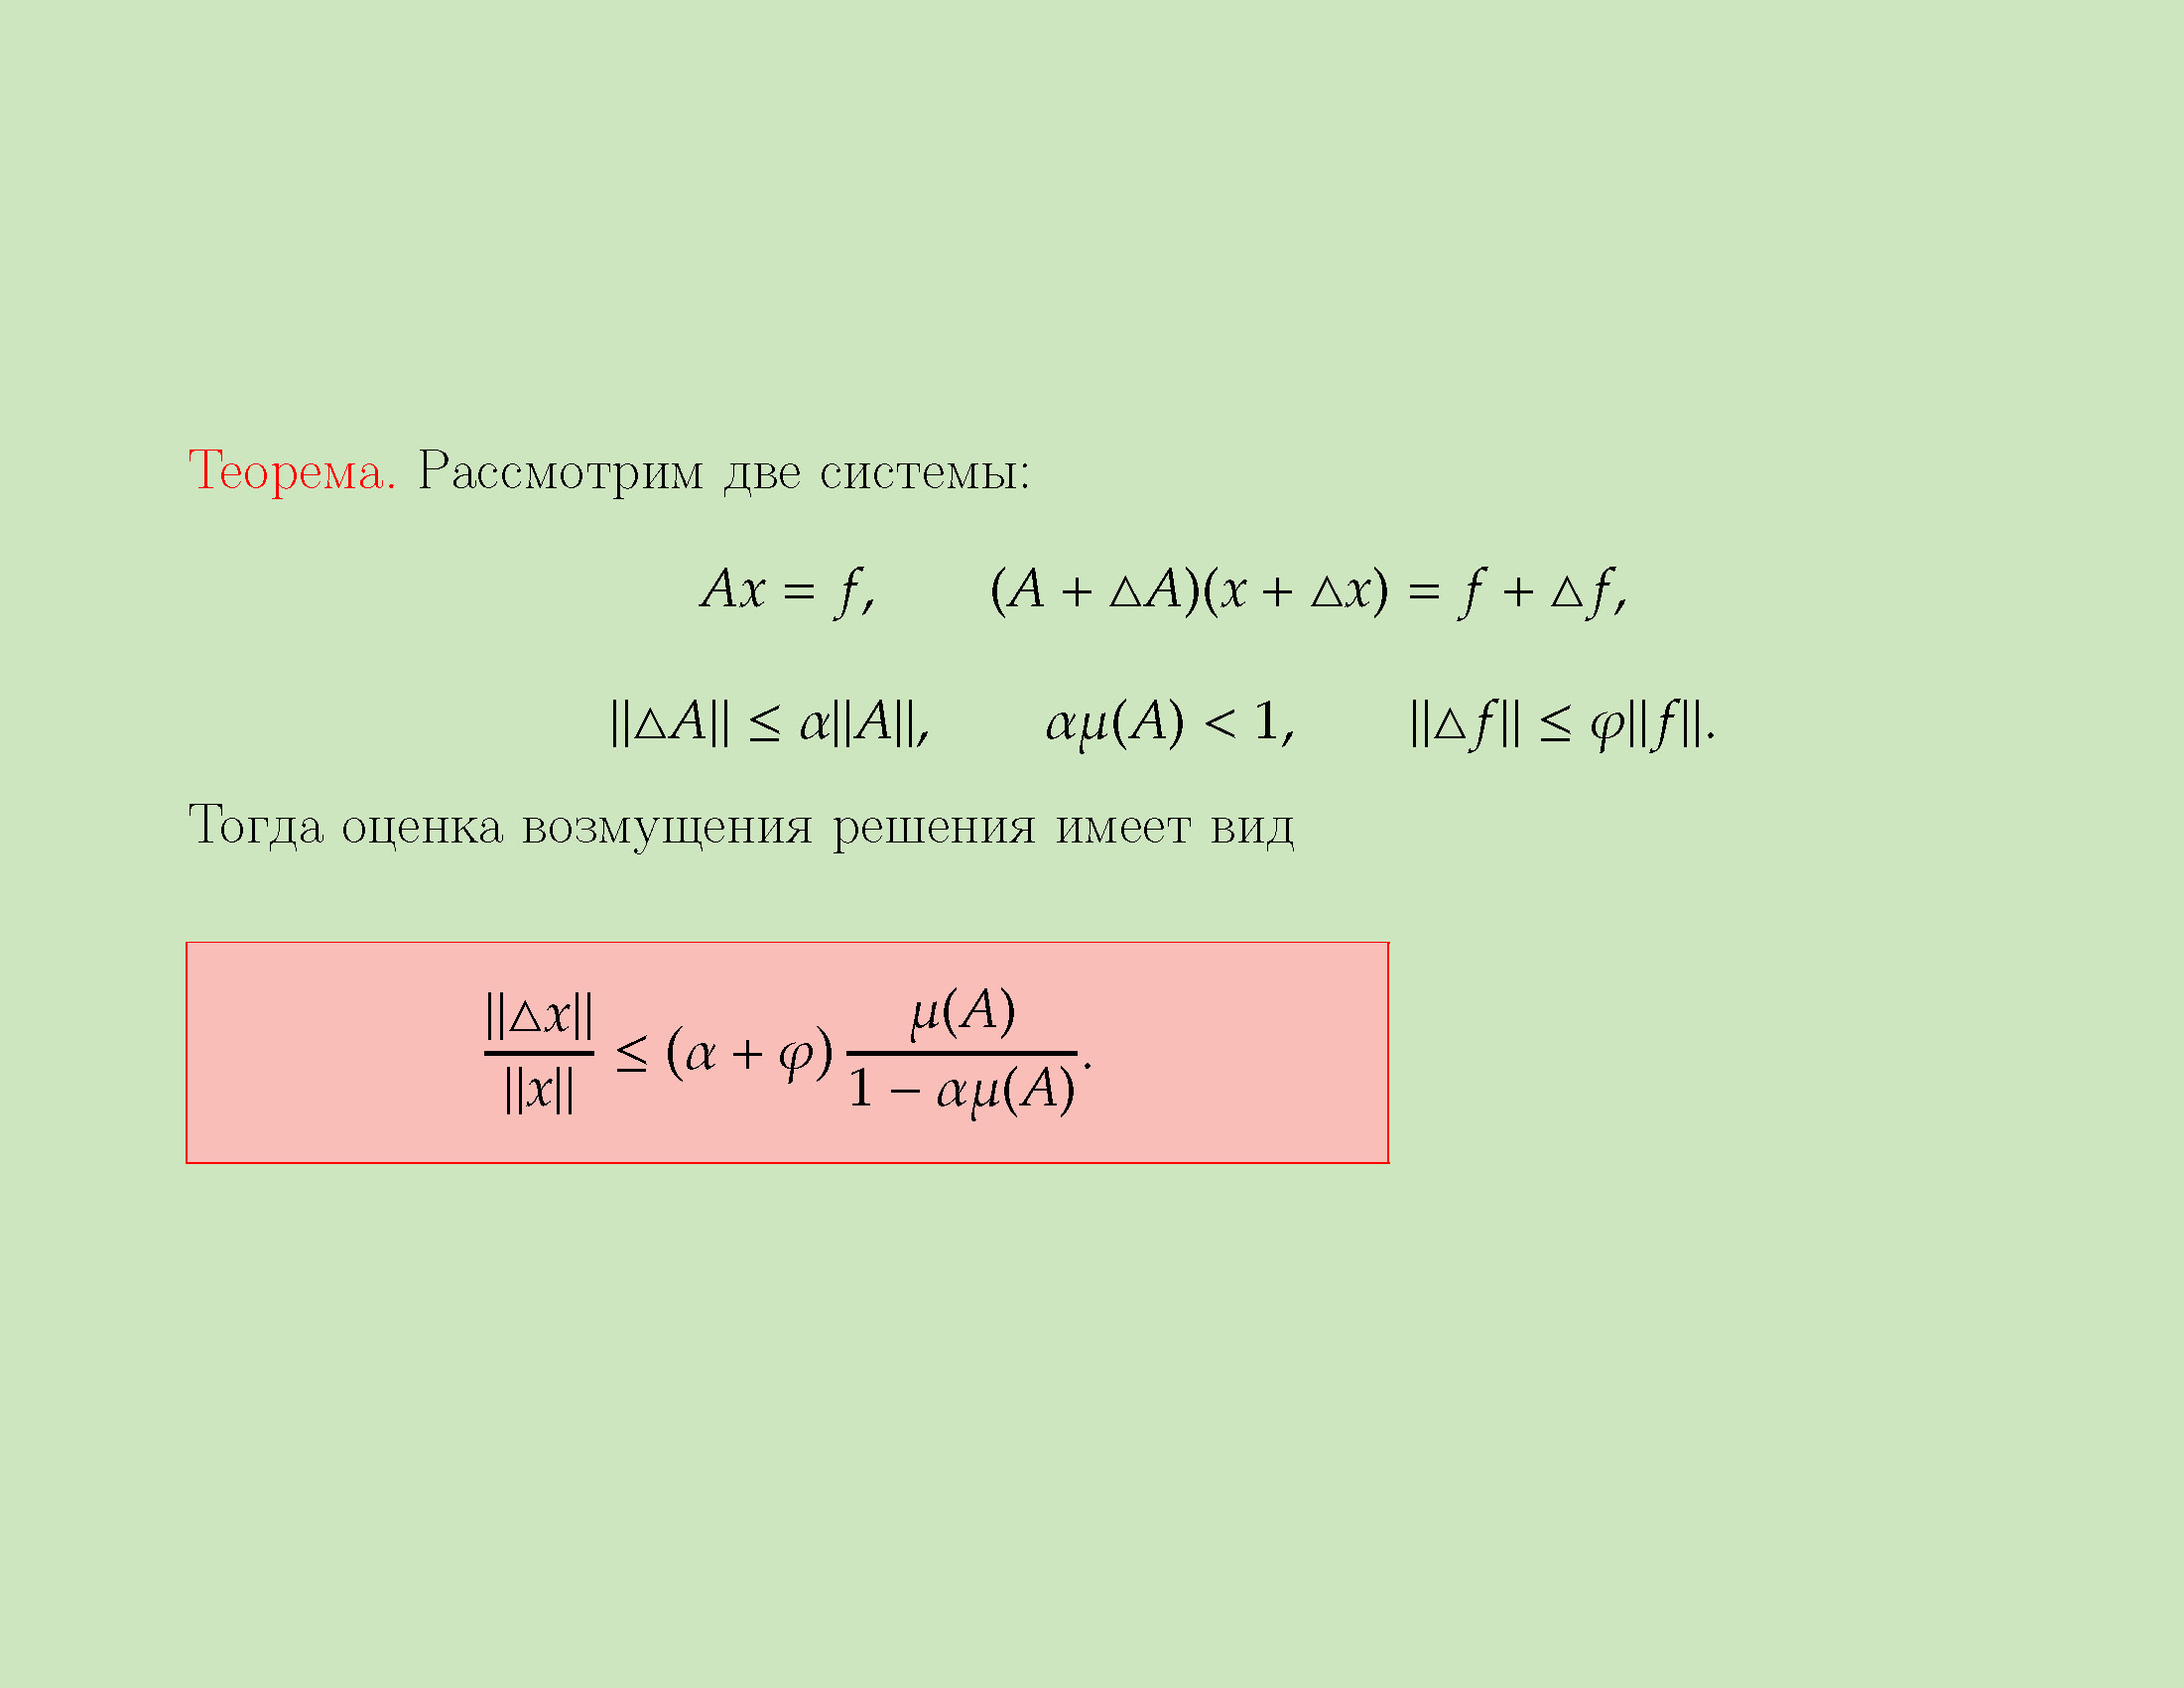 Теорема. Рассмотрим две системы:
Ax = f, (A + △A)(x + △x) = f + △f,
||△A|| ≤ α||A||, αμ(A) < 1, ||△f|| ≤ φ||f||.
Тогда оценка возмущения решения имеет вид
||△x|| / ||x|| ≤ (α + φ) μ(A) / (1 − αμ(A)).